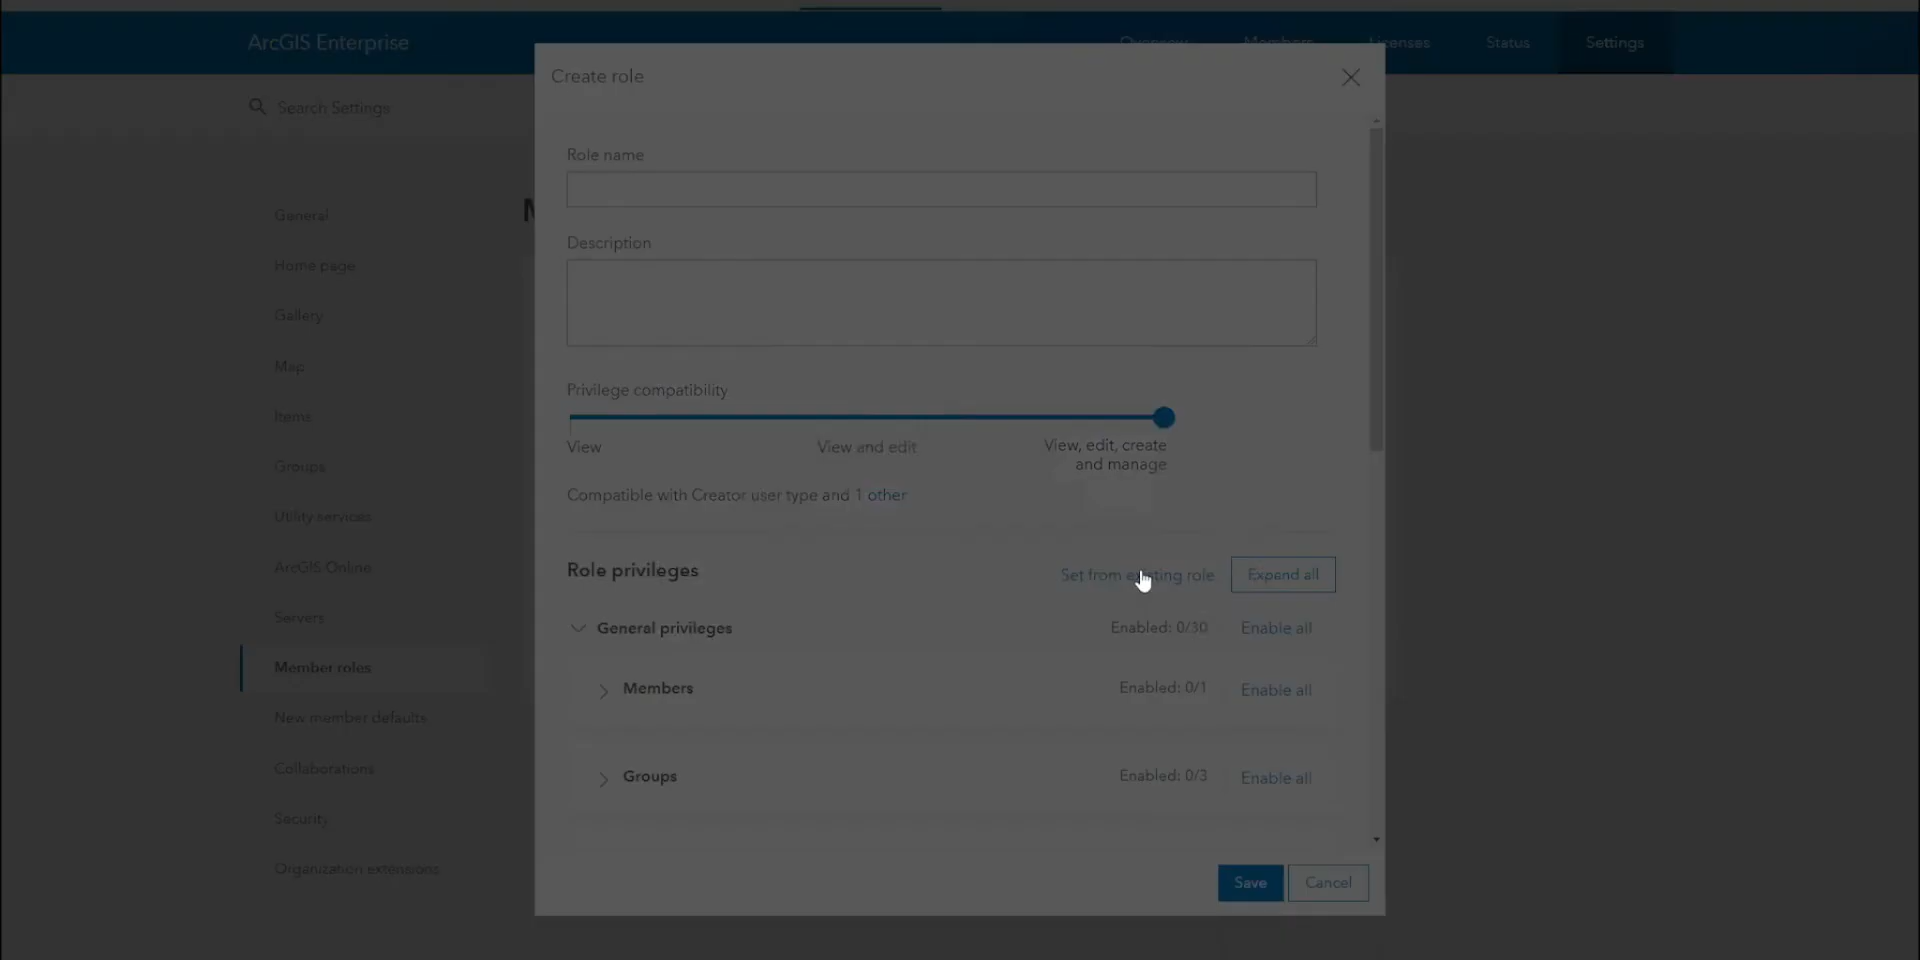 ArcGIS Enterprise
Overview
Members
Licenses
Status
Settings
Search Settings
General
Home page
Gallery
Map
Items
Groups
Utility services
ArcGIS Online
Servers
Member roles
New member defaults
Collaborations
Security
Organization extensions
M
Create role
Role name
Description
Privilege compatibility
View
View and edit
View, edit, create
and manage
Compatible with Creator user type and 1 other
Role privileges
Set from existing role
Expand all
General privileges
Enabled: 0/30
Enable all
Members
Enabled: 0/1
Enable all
Groups
Enabled: 0/3
Enable all
Save
Cancel